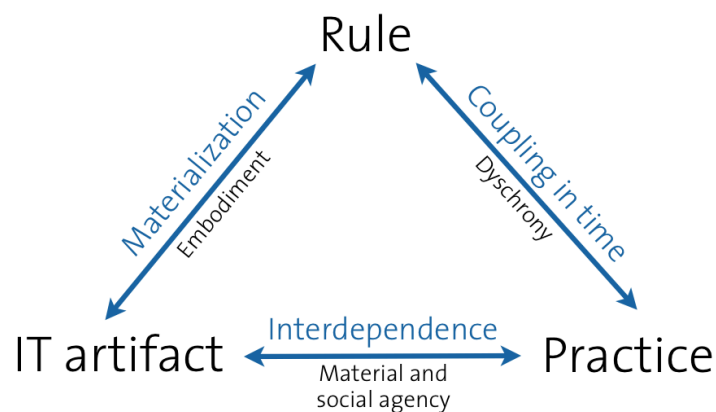 Rule
Materialization
Embodiment
Coupling in time
Dyschrony
IT artifact
Interdependence
Material and
social agency
Practice